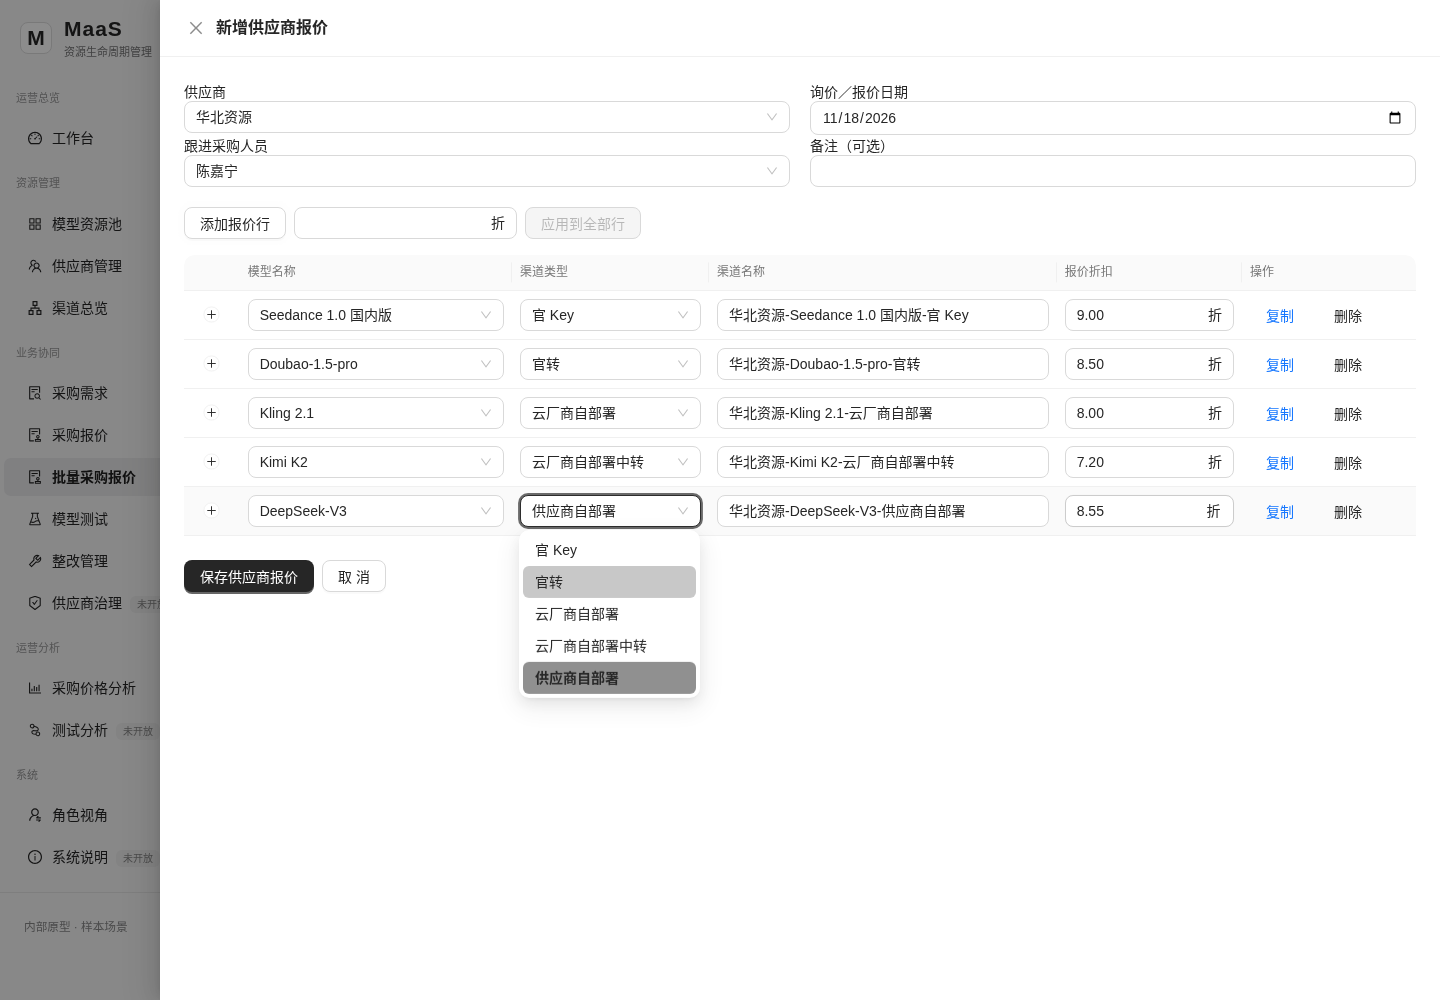 M
MaaS
资源生命周期管理
运营总览
工作台
资源管理
模型资源池
供应商管理
渠道总览
业务协同
采购需求
采购报价
批量采购报价
模型测试
整改管理
供应商治理 未开
运营分析
采购价格分析
测试分析 未开放
系统
角色视角
系统说明 未开放
内部原型 · 样本场景
新增供应商报价
供应商 询价／报价日期
华北资源 11/18/2026
跟进采购人员 备注（可选）
陈嘉宁
添加报价行 折 应用到全部行
模型名称 渠道类型 渠道名称 报价折扣 操作
Seedance 1.0 国内版 官 Key 华北资源-Seedance 1.0 国内版-官 Key 9.00 折 复制 删除
Doubao-1.5-pro 官转 华北资源-Doubao-1.5-pro-官转 8.50 折 复制 删除
Kling 2.1 云厂商自部署 华北资源-Kling 2.1-云厂商自部署 8.00 折 复制 删除
Kimi K2 云厂商自部署中转 华北资源-Kimi K2-云厂商自部署中转 7.20 折 复制 删除
DeepSeek-V3 供应商自部署 华北资源-DeepSeek-V3-供应商自部署 8.55 折 复制 删除
官 Key
官转
云厂商自部署
云厂商自部署中转
供应商自部署
保存供应商报价 取 消